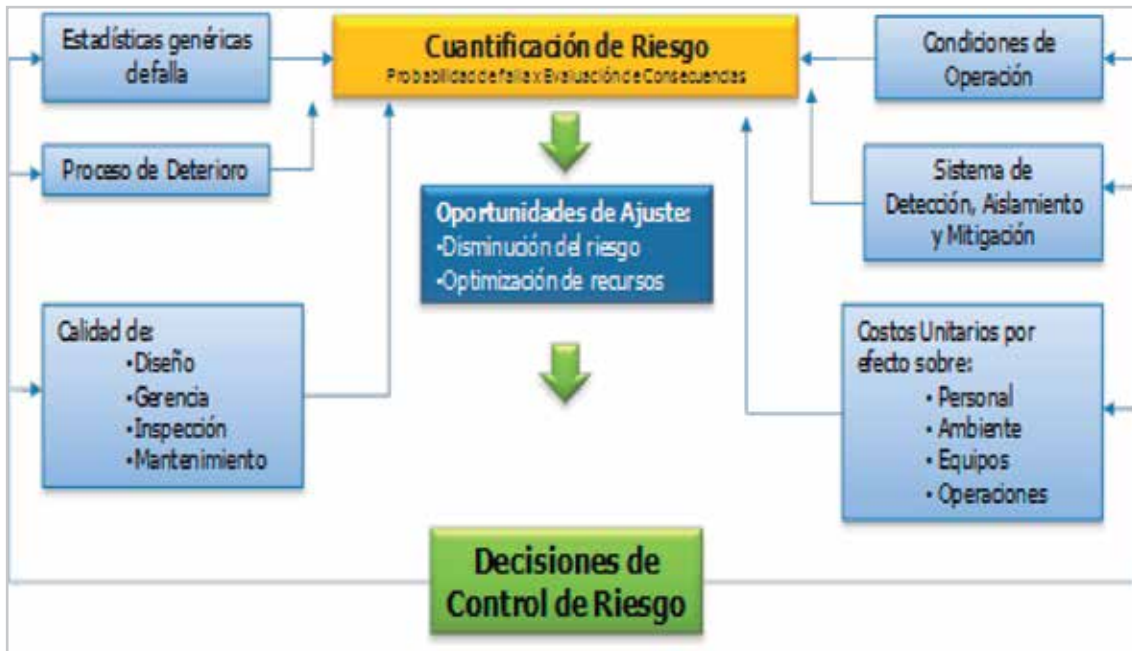 Estadísticas genéricas
de falla
Cuantificación de Riesgo
Probabilidad de falla x Evaluación de Consecuencias
Condiciones de
Operación
Proceso de Deterioro
Sistema de
Detección, Aislamiento
y Mitigación
Oportunidades de Ajuste:
•Disminución del riesgo
•Optimización de recursos
Calidad de:
•Diseño
•Gerencia
•Inspección
•Mantenimiento
Costos Unitarios por
efecto sobre:
• Personal
• Ambiente
• Equipos
• Operaciones
Decisiones de
Control de Riesgo